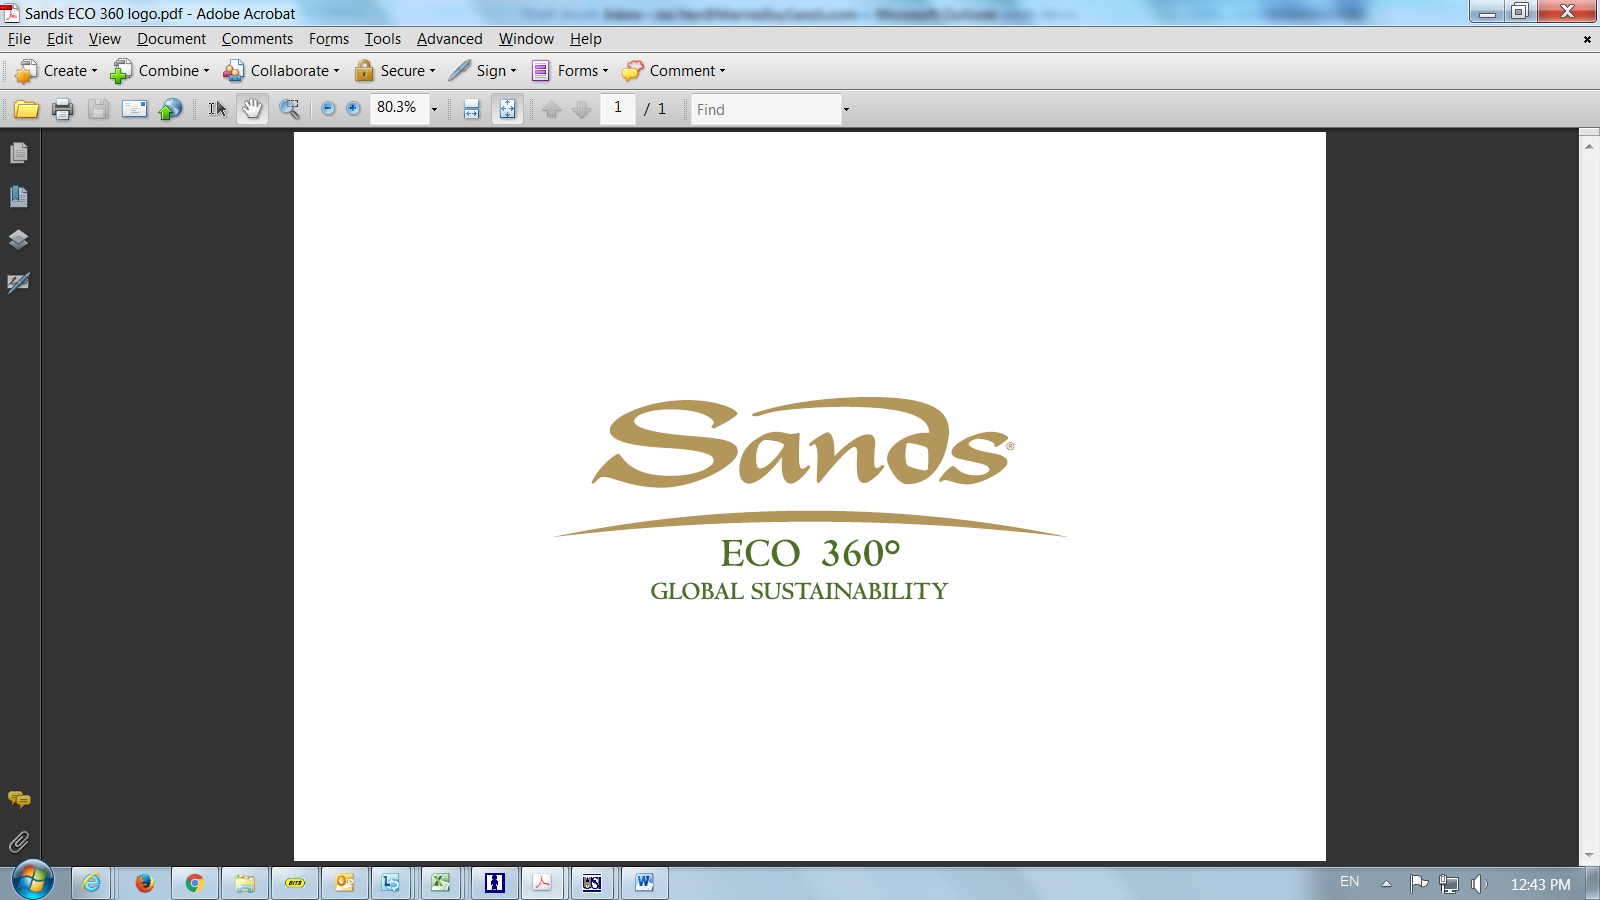 Sands ECO 360 logo.pdf - Adobe Acrobat
File Edit View Document Comments Forms Tools Advanced Window Help
Create Combine Collaborate Secure Sign Forms Comment
80.3% 1 / 1 Find
Sands®
ECO 360°
GLOBAL SUSTAINABILITY
EN 12:43 PM